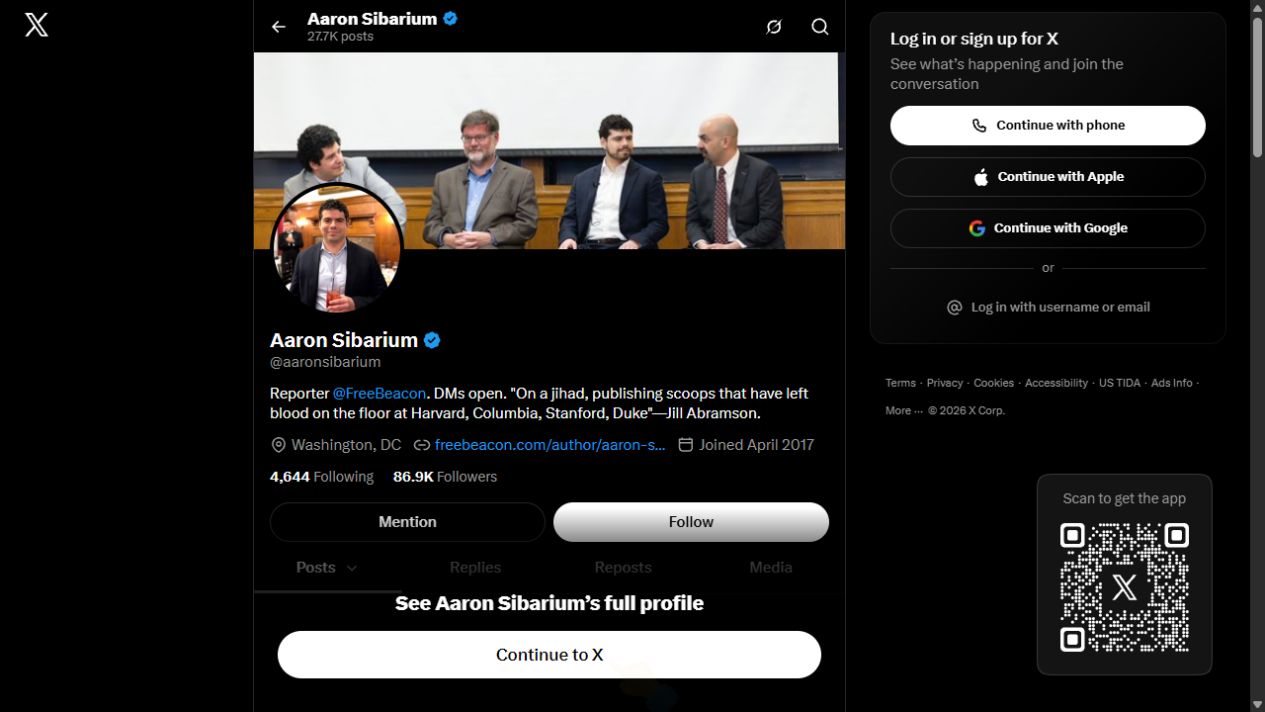 Aaron Sibarium
27.7K posts
Aaron Sibarium
@aaronsibarium
Reporter @FreeBeacon. DMs open. "On a jihad, publishing scoops that have left
blood on the floor at Harvard, Columbia, Stanford, Duke"—Jill Abramson.
Washington, DC freebeacon.com/author/aaron-s... Joined April 2017
4,644 Following 86.9K Followers
Mention Follow
Posts Replies Reposts Media
See Aaron Sibarium’s full profile
Continue to X
Log in or sign up for X
See what’s happening and join the
conversation
Continue with phone
Continue with Apple
Continue with Google
or
@ Log in with username or email
Terms · Privacy · Cookies · Accessibility · US TIDA · Ads Info ·
More ··· © 2026 X Corp.
Scan to get the app